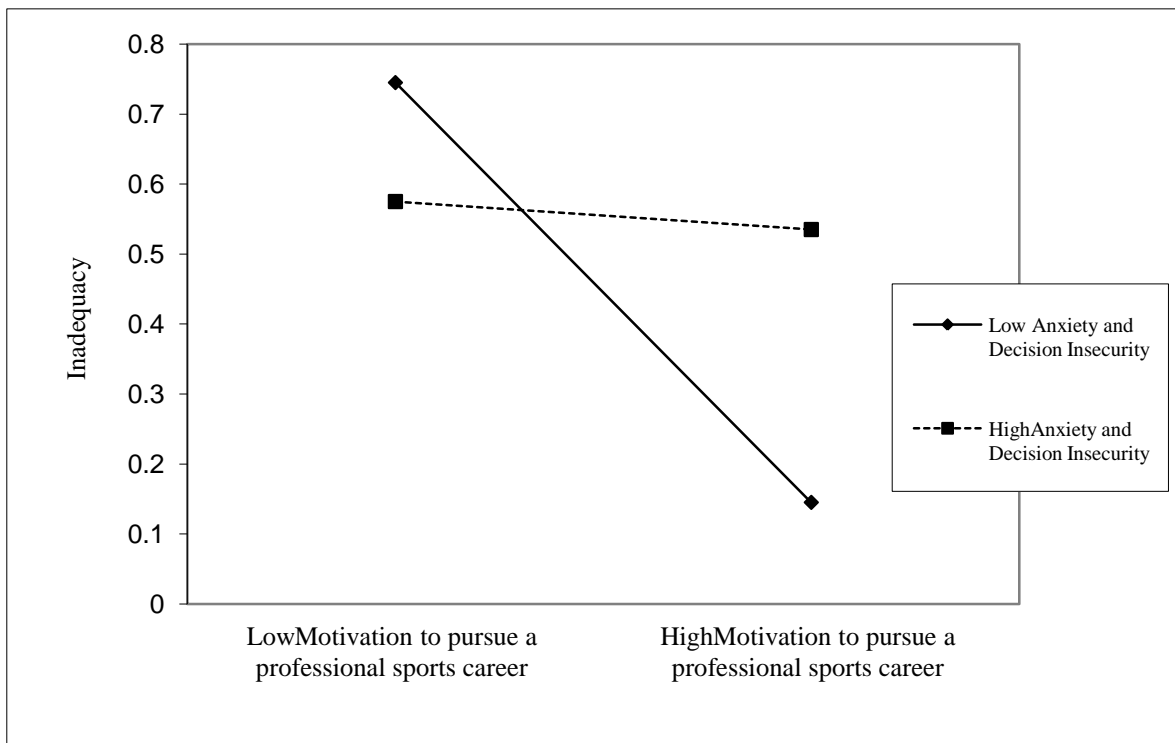 0.8
0.7
0.6
0.5
0.4
0.3
0.2
0.1
0
Inadequacy
LowMotivation to pursue a
professional sports career
HighMotivation to pursue a
professional sports career
Low Anxiety and
Decision Insecurity
HighAnxiety and
Decision Insecurity